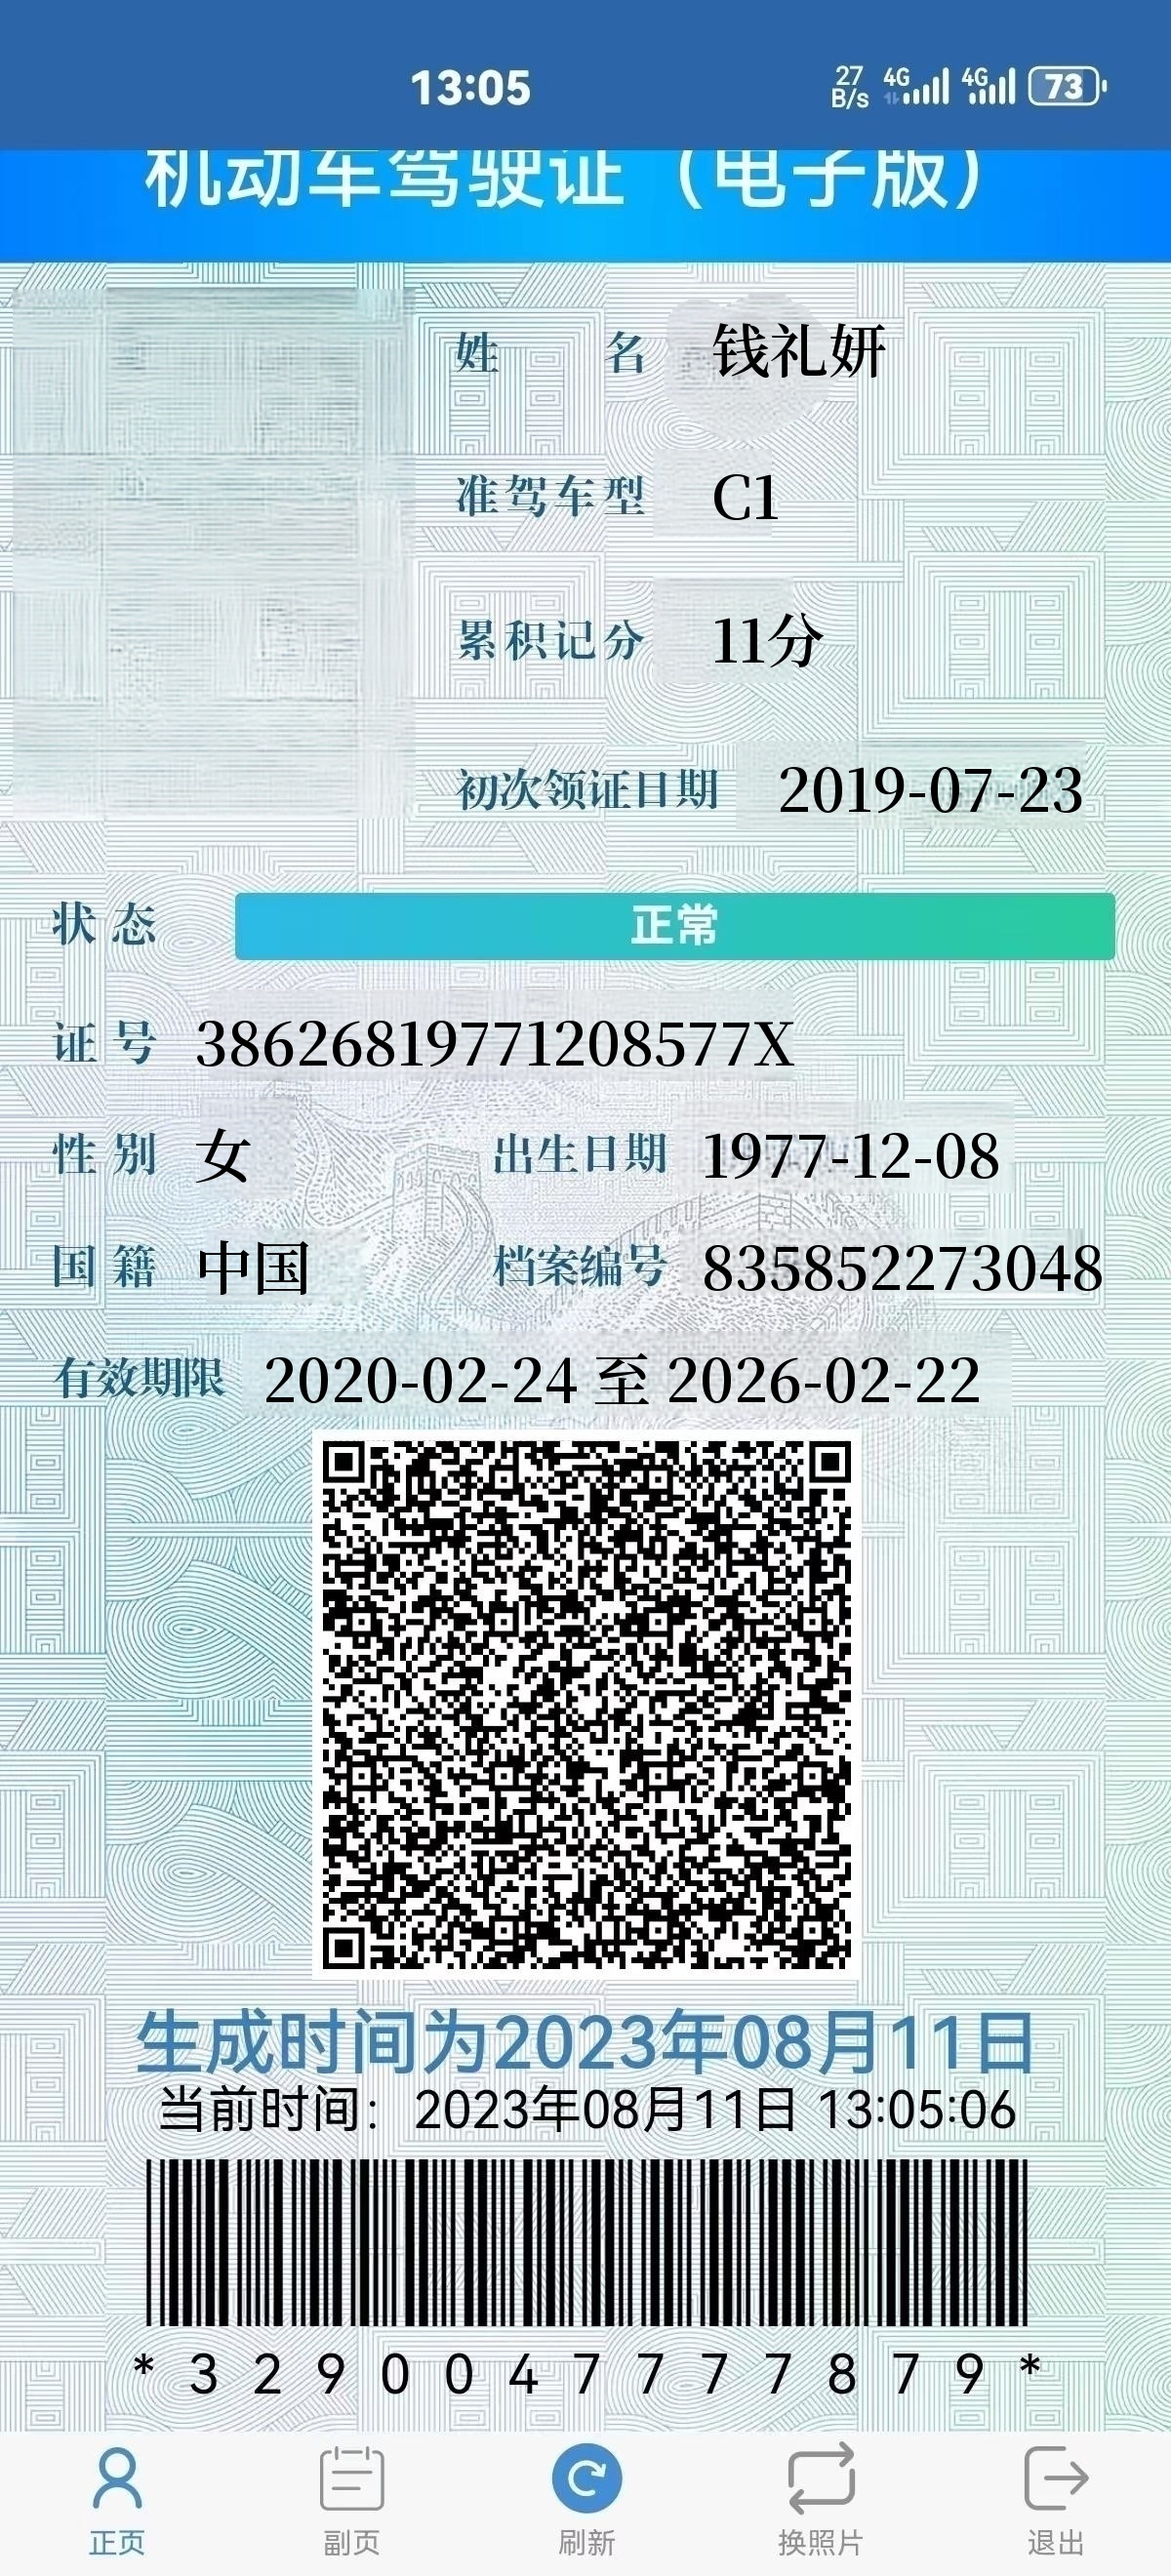 13:05 27 B/s 4G 4G 73
机动车驾驶证（电子版）
姓名 钱礼妍
准驾车型 C1
累积记分 11分
初次领证日期 2019-07-23
状态 正常
证号 38626819771208577X
性别 女 出生日期 1977-12-08
国籍 中国 档案编号 835852273048
有效期限 2020-02-24 至 2026-02-22
生成时间为2023年08月11日
当前时间：2023年08月11日 13:05:06
*3290047777879*
正页 副页 刷新 换照片 退出